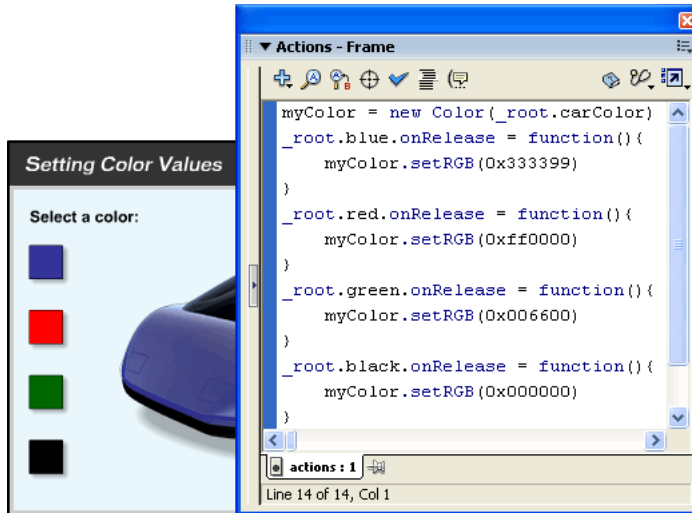 Actions - Frame
myColor = new Color(_root.carColor)
_root.blue.onRelease = function(){
myColor.setRGB(0x333399)
}
_root.red.onRelease = function(){
myColor.setRGB(0xff0000)
}
_root.green.onRelease = function(){
myColor.setRGB(0x006600)
}
_root.black.onRelease = function(){
myColor.setRGB(0x000000)
}
actions : 1
Line 14 of 14, Col 1
Setting Color Values
Select a color: